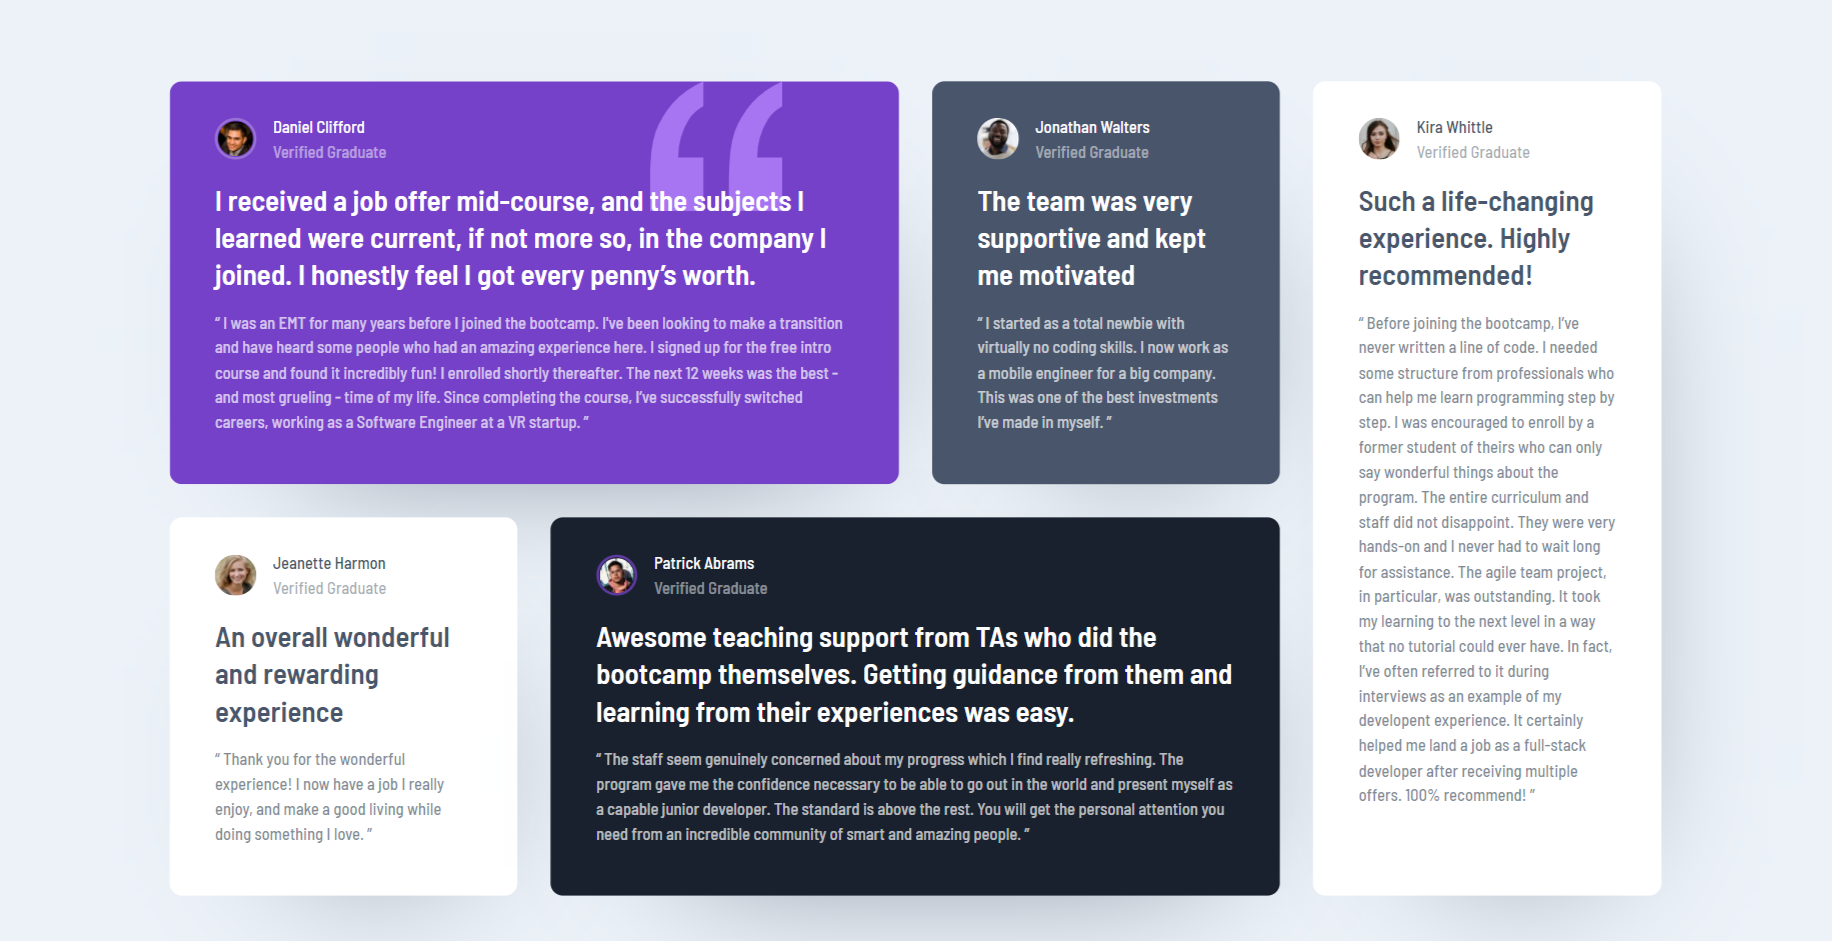 Daniel Clifford
Verified Graduate
I received a job offer mid-course, and the subjects I
learned were current, if not more so, in the company I
joined. I honestly feel I got every penny’s worth.
“ I was an EMT for many years before I joined the bootcamp. I've been looking to make a transition
and have heard some people who had an amazing experience here. I signed up for the free intro
course and found it incredibly fun! I enrolled shortly thereafter. The next 12 weeks was the best -
and most grueling - time of my life. Since completing the course, I’ve successfully switched
careers, working as a Software Engineer at a VR startup. ”
Jonathan Walters
Verified Graduate
The team was very
supportive and kept
me motivated
“ I started as a total newbie with
virtually no coding skills. I now work as
a mobile engineer for a big company.
This was one of the best investments
I’ve made in myself. ”
Kira Whittle
Verified Graduate
Such a life-changing
experience. Highly
recommended!
“ Before joining the bootcamp, I’ve
never written a line of code. I needed
some structure from professionals who
can help me learn programming step by
step. I was encouraged to enroll by a
former student of theirs who can only
say wonderful things about the
program. The entire curriculum and
staff did not disappoint. They were very
hands-on and I never had to wait long
for assistance. The agile team project,
in particular, was outstanding. It took
my learning to the next level in a way
that no tutorial could ever have. In fact,
I’ve often referred to it during
interviews as an example of my
developent experience. It certainly
helped me land a job as a full-stack
developer after receiving multiple
offers. 100% recommend! ”
Jeanette Harmon
Verified Graduate
An overall wonderful
and rewarding
experience
“ Thank you for the wonderful
experience! I now have a job I really
enjoy, and make a good living while
doing something I love. ”
Patrick Abrams
Verified Graduate
Awesome teaching support from TAs who did the
bootcamp themselves. Getting guidance from them and
learning from their experiences was easy.
“ The staff seem genuinely concerned about my progress which I find really refreshing. The
program gave me the confidence necessary to be able to go out in the world and present myself as
a capable junior developer. The standard is above the rest. You will get the personal attention you
need from an incredible community of smart and amazing people. ”